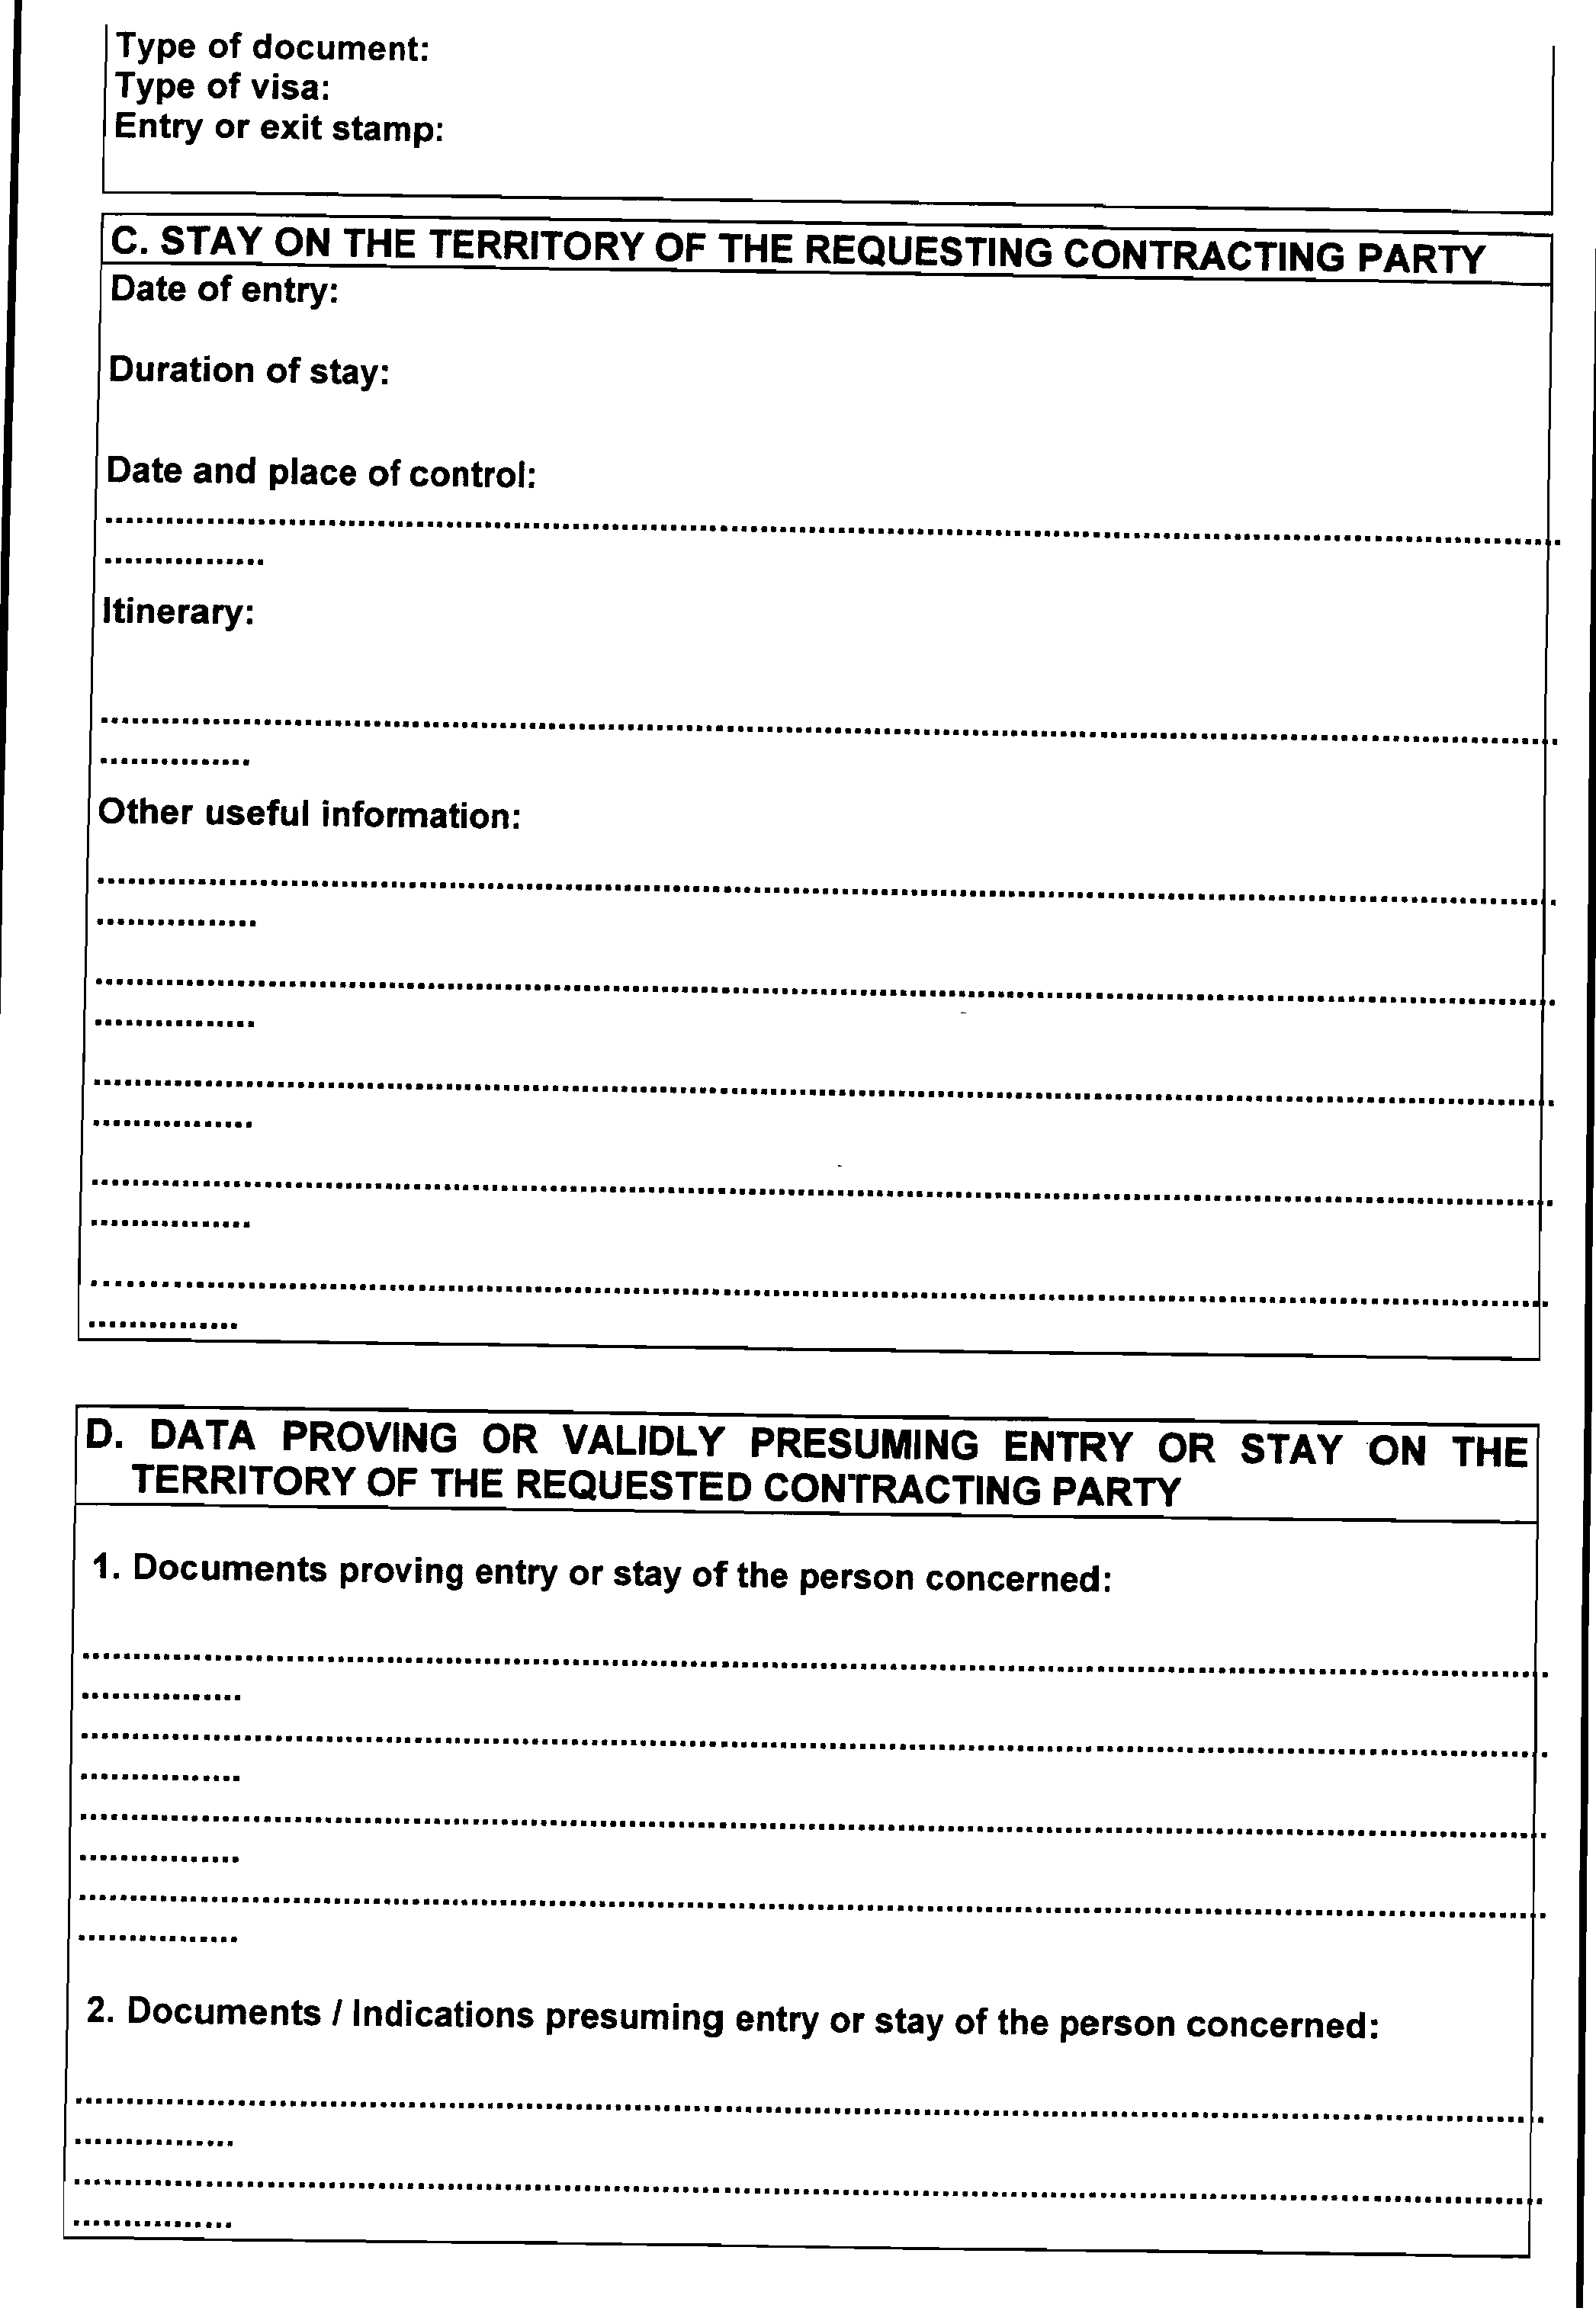 Type of document:
Type of visa:
Entry or exit stamp:
C. STAY ON THE TERRITORY OF THE REQUESTING CONTRACTING PARTY
Date of entry:
Duration of stay:
Date and place of control:
................................................................................................................................
................
Itinerary:
................................................................................................................................
...............
Other useful information:
................................................................................................................................
................
................................................................................................................................
................
................................................................................................................................
................
................................................................................................................................
................
................................................................................................................................
...............
D. DATA PROVING OR VALIDLY PRESUMING ENTRY OR STAY ON THE
TERRITORY OF THE REQUESTED CONTRACTING PARTY
1. Documents proving entry or stay of the person concerned:
................................................................................................................................
................
................................................................................................................................
................
................................................................................................................................
................
................................................................................................................................
................
2. Documents / Indications presuming entry or stay of the person concerned:
................................................................................................................................
................
................................................................................................................................
................